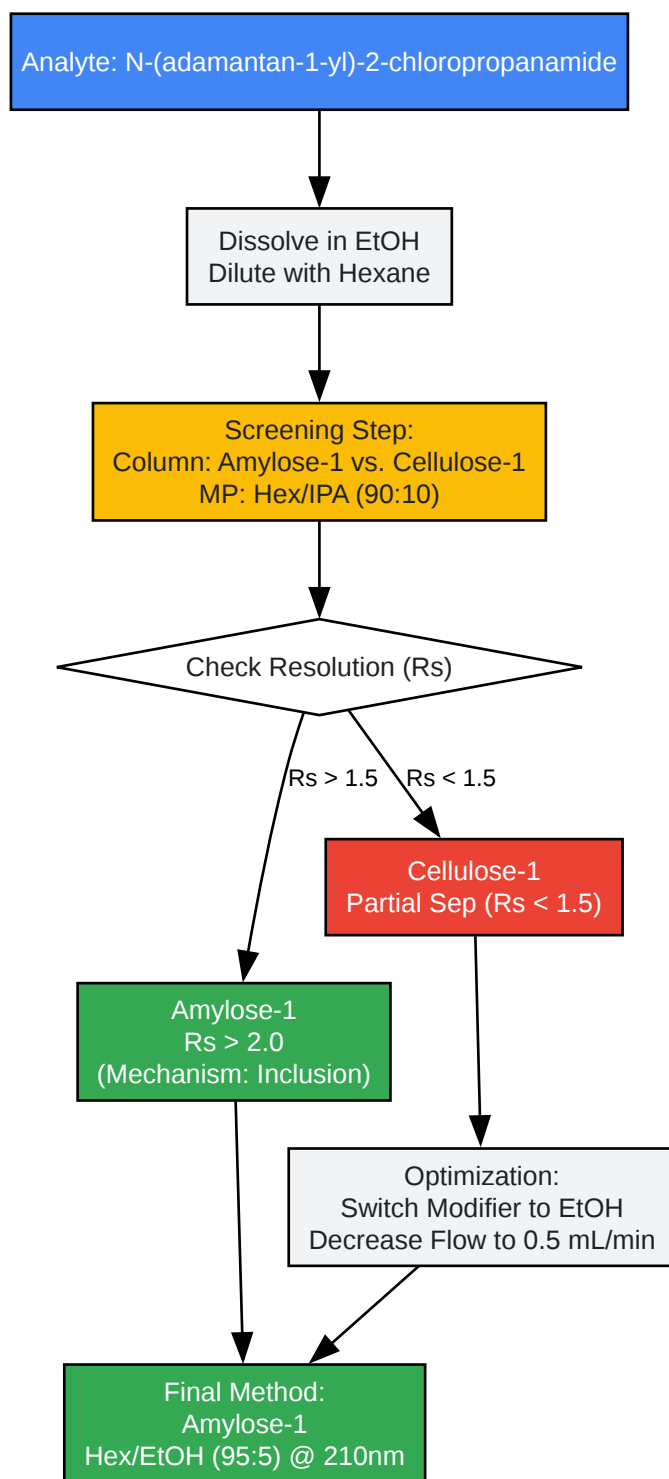 Analyte: N-(adamantan-1-yl)-2-chloropropanamide
Dissolve in EtOH
Dilute with Hexane
Screening Step:
Column: Amylose-1 vs. Cellulose-1
MP: Hex/IPA (90:10)
Check Resolution (Rs)
Rs > 1.5
Rs < 1.5
Cellulose-1
Partial Sep (Rs < 1.5)
Amylose-1
Rs > 2.0
(Mechanism: Inclusion)
Optimization:
Switch Modifier to EtOH
Decrease Flow to 0.5 mL/min
Final Method:
Amylose-1
Hex/EtOH (95:5) @ 210nm